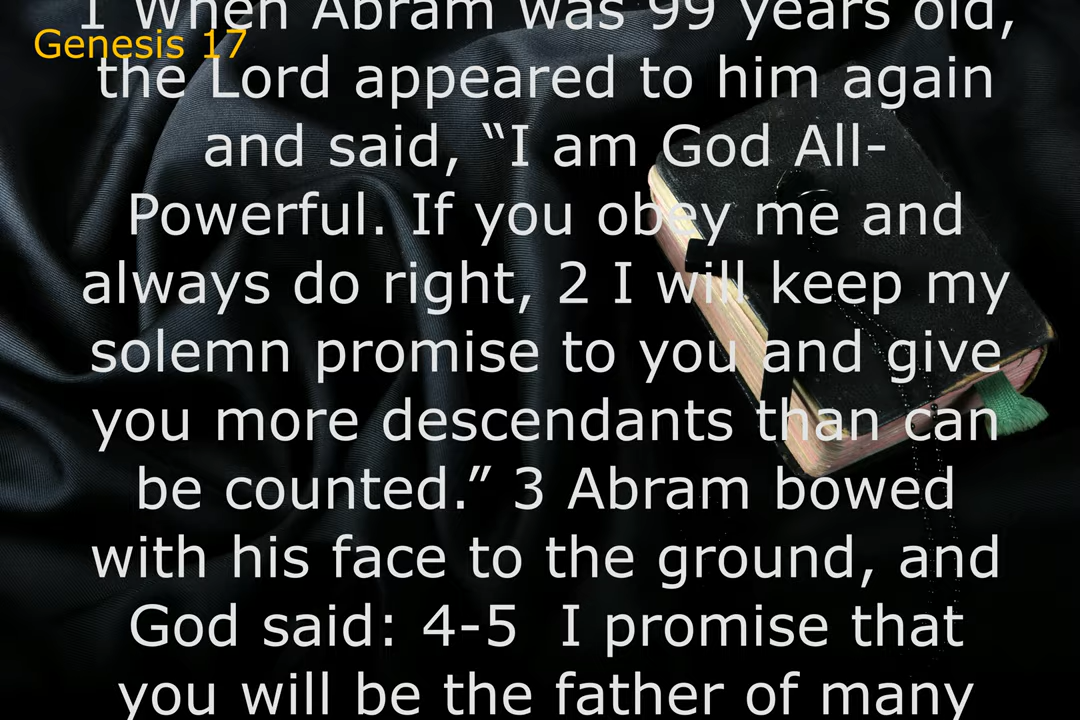 Genesis 17
1 When Abram was 99 years old,
the Lord appeared to him again
and said, “I am God All-
Powerful. If you obey me and
always do right, 2 I will keep my
solemn promise to you and give
you more descendants than can
be counted.” 3 Abram bowed
with his face to the ground, and
God said: 4-5  I promise that
you will be the father of many